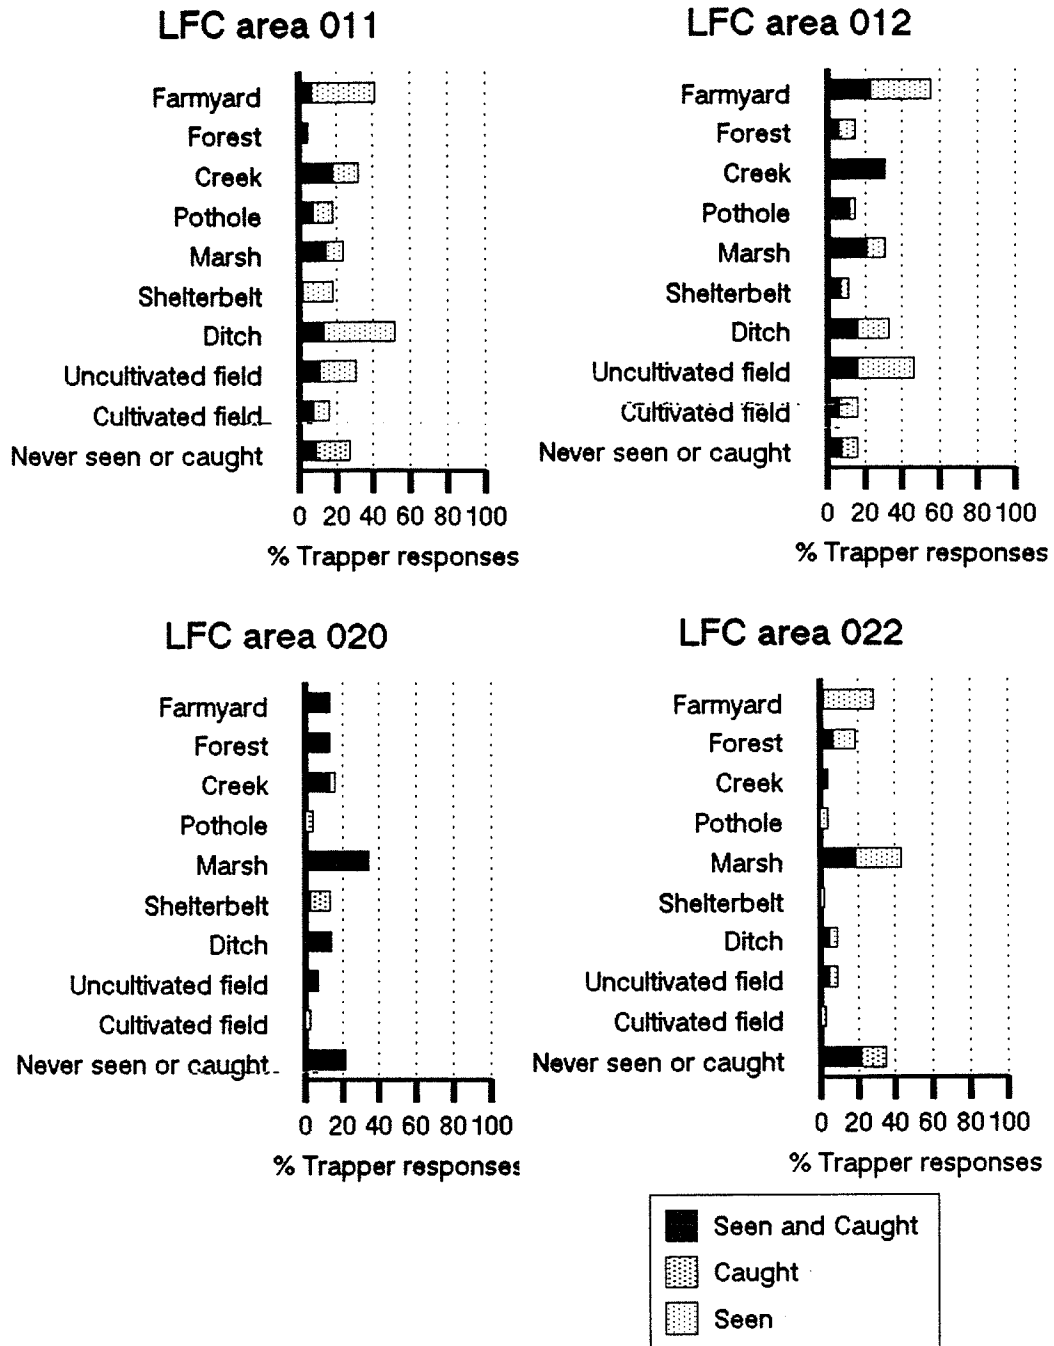 LFC area 011
Farmyard
Forest
Creek
Pothole
Marsh
Shelterbelt
Ditch
Uncultivated field
Cultivated field
Never seen or caught
0 20 40 60 80 100
% Trapper responses
LFC area 012
Farmyard
Forest
Creek
Pothole
Marsh
Shelterbelt
Ditch
Uncultivated field
Cultivated field
Never seen or caught
0 20 40 60 80 100
% Trapper responses
LFC area 020
Farmyard
Forest
Creek
Pothole
Marsh
Shelterbelt
Ditch
Uncultivated field
Cultivated field
Never seen or caught
0 20 40 60 80 100
% Trapper responses
LFC area 022
Farmyard
Forest
Creek
Pothole
Marsh
Shelterbelt
Ditch
Uncultivated field
Cultivated field
Never seen or caught
0 20 40 60 80 100
% Trapper responses
Seen and Caught
Caught
Seen